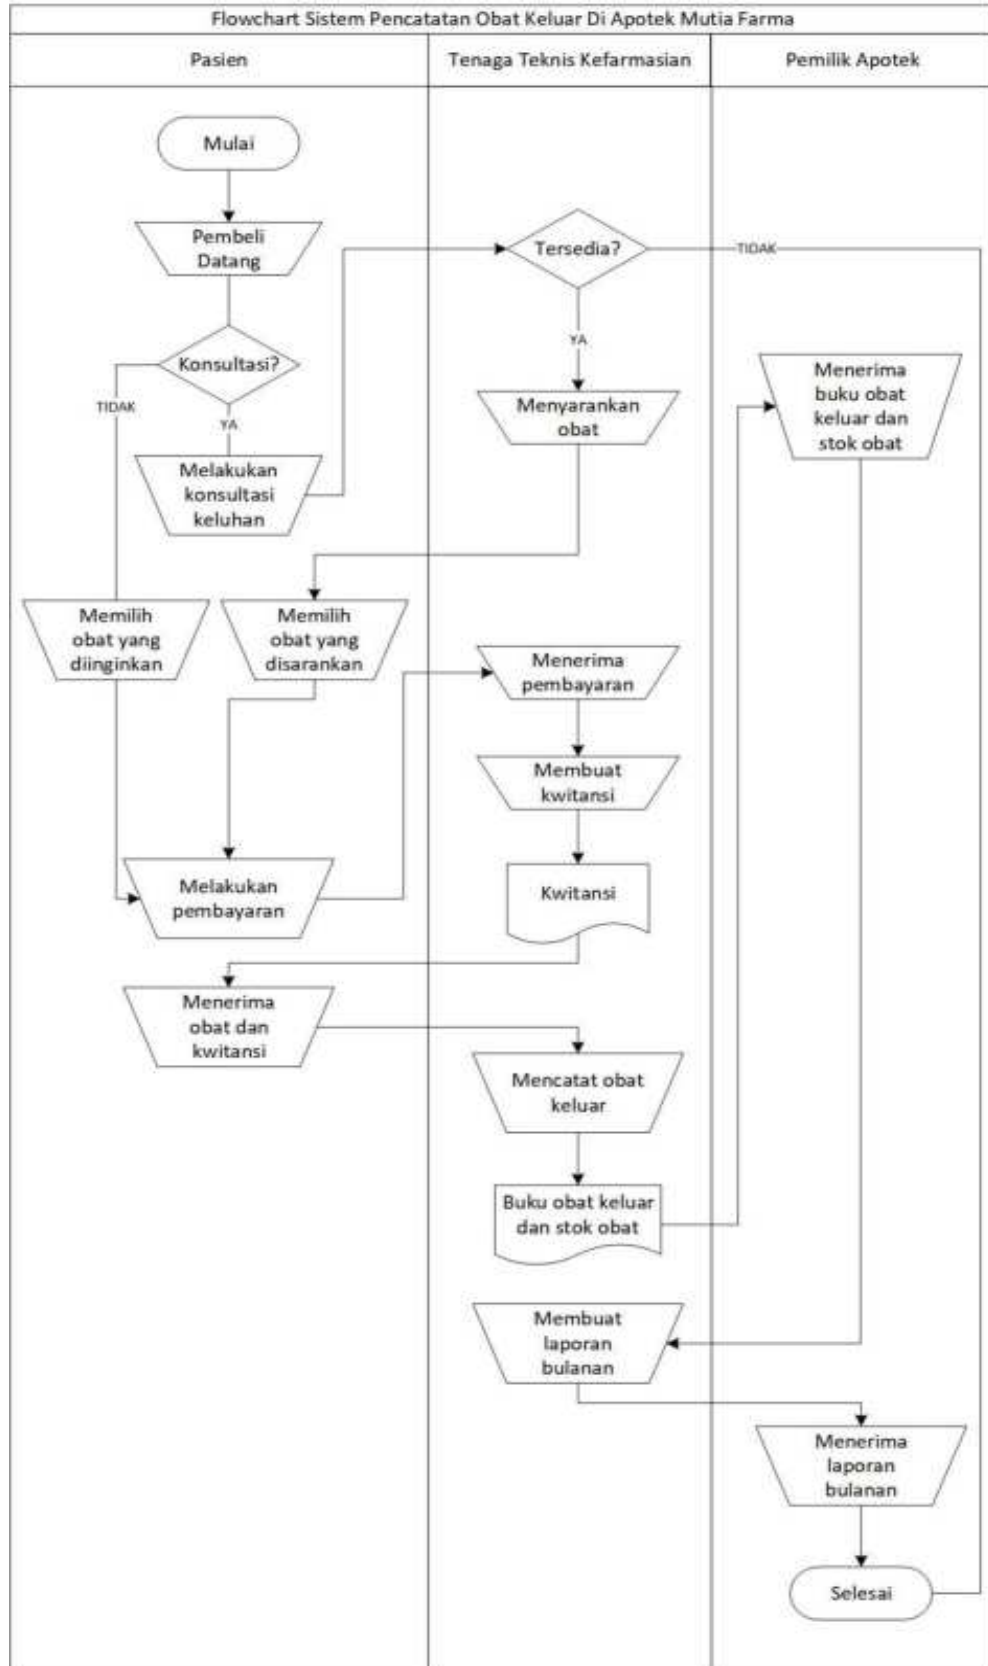 Flowchart Sistem Pencatatan Obat Keluar Di Apotek Mutia Farma
Pasien
Tenaga Teknis Kefarmasian
Pemilik Apotek
Mulai
Pembeli
Datang
Tersedia?
TIDAK
Konsultasi?
TIDAK
YA
YA
Menyarankan
obat
Menerima
buku obat
keluar dan
stok obat
Melakukan
konsultasi
keluhan
Memilih
obat yang
diinginkan
Memilih
obat yang
disarankan
Menerima
pembayaran
Membuat
kwitansi
Melakukan
pembayaran
Kwitansi
Menerima
obat dan
kwitansi
Mencatat obat
keluar
Buku obat keluar
dan stok obat
Membuat
laporan
bulanan
Menerima
laporan
bulanan
Selesai